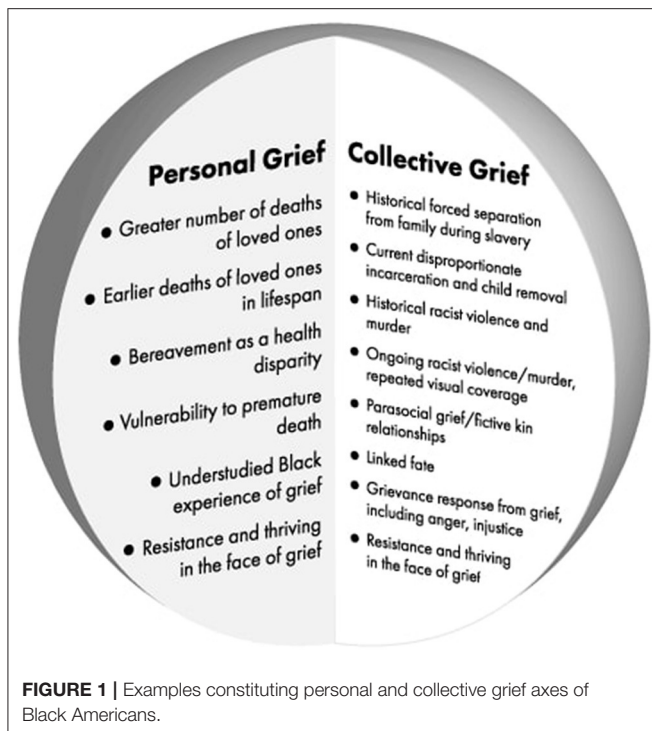 Personal Grief
● Greater number of deaths
of loved ones
● Earlier deaths of loved ones
in lifespan
● Bereavement as a health
disparity
● Vulnerability to premature
death
● Understudied Black
experience of grief
● Resistance and thriving
in the face of grief
Collective Grief
● Historical forced separation
from family during slavery
● Current disproportionate
incarceration and child removal
● Historical racist violence and
murder
● Ongoing racist violence/murder,
repeated visual coverage
● Parasocial grief/fictive kin
relationships
● Linked fate
● Grievance response from grief,
including anger, injustice
● Resistance and thriving
in the face of grief
FIGURE 1 | Examples constituting personal and collective grief axes of
Black Americans.